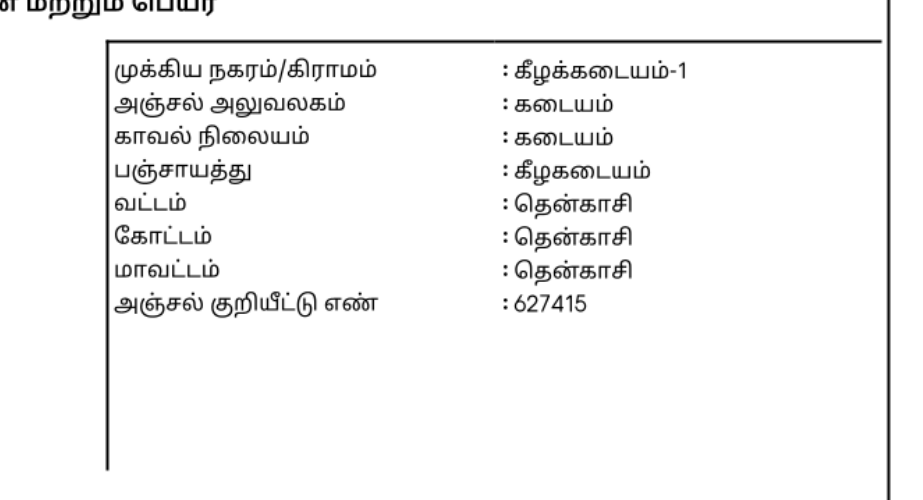 மற்றும் பெயர்
முக்கிய நகரம்/கிராமம் : கீழக்கடையம்-1
அஞ்சல் அலுவலகம் : கடையம்
காவல் நிலையம் : கடையம்
பஞ்சாயத்து : கீழகடையம்
வட்டம் : தென்காசி
கோட்டம் : தென்காசி
மாவட்டம் : தென்காசி
அஞ்சல் குறியீட்டு எண் : 627415